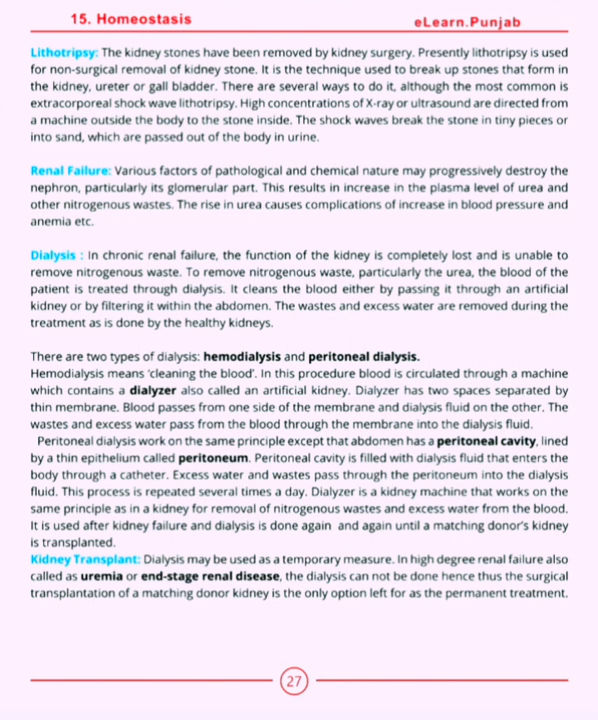 15. Homeostasis
eLearn.Punjab
Lithotripsy: The kidney stones have been removed by kidney surgery. Presently lithotripsy is used
for non-surgical removal of kidney stone. It is the technique used to break up stones that form in
the kidney, ureter or gall bladder. There are several ways to do it, although the most common is
extracorporeal shock wave lithotripsy. High concentrations of X-ray or ultrasound are directed from
a machine outside the body to the stone inside. The shock waves break the stone in tiny pieces or
into sand, which are passed out of the body in urine.
Renal Failure: Various factors of pathological and chemical nature may progressively destroy the
nephron, particularly its glomerular part. This results in increase in the plasma level of urea and
other nitrogenous wastes. The rise in urea causes complications of increase in blood pressure and
anemia etc.
Dialysis : In chronic renal failure, the function of the kidney is completely lost and is unable to
remove nitrogenous waste. To remove nitrogenous waste, particularly the urea, the blood of the
patient is treated through dialysis. It cleans the blood either by passing it through an artificial
kidney or by filtering it within the abdomen. The wastes and excess water are removed during the
treatment as is done by the healthy kidneys.
There are two types of dialysis: hemodialysis and peritoneal dialysis.
Hemodialysis means ‘cleaning the blood’. In this procedure blood is circulated through a machine
which contains a dialyzer also called an artificial kidney. Dialyzer has two spaces separated by
thin membrane. Blood passes from one side of the membrane and dialysis fluid on the other. The
wastes and excess water pass from the blood through the membrane into the dialysis fluid.
Peritoneal dialysis work on the same principle except that abdomen has a peritoneal cavity, lined
by a thin epithelium called peritoneum. Peritoneal cavity is filled with dialysis fluid that enters the
body through a catheter. Excess water and wastes pass through the peritoneum into the dialysis
fluid. This process is repeated several times a day. Dialyzer is a kidney machine that works on the
same principle as in a kidney for removal of nitrogenous wastes and excess water from the blood.
It is used after kidney failure and dialysis is done again and again until a matching donor’s kidney
is transplanted.
Kidney Transplant: Dialysis may be used as a temporary measure. In high degree renal failure also
called as uremia or end-stage renal disease, the dialysis can not be done hence thus the surgical
transplantation of a matching donor kidney is the only option left for as the permanent treatment.
27